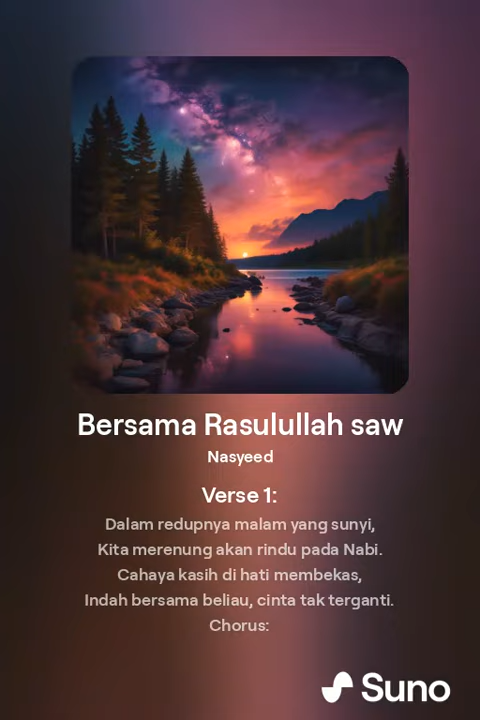 Bersama Rasulullah saw
Nasyeed
Verse 1:
Dalam redupnya malam yang sunyi,
Kita merenung akan rindu pada Nabi.
Cahaya kasih di hati membekas,
Indah bersama beliau, cinta tak terganti.
Chorus:
Suno